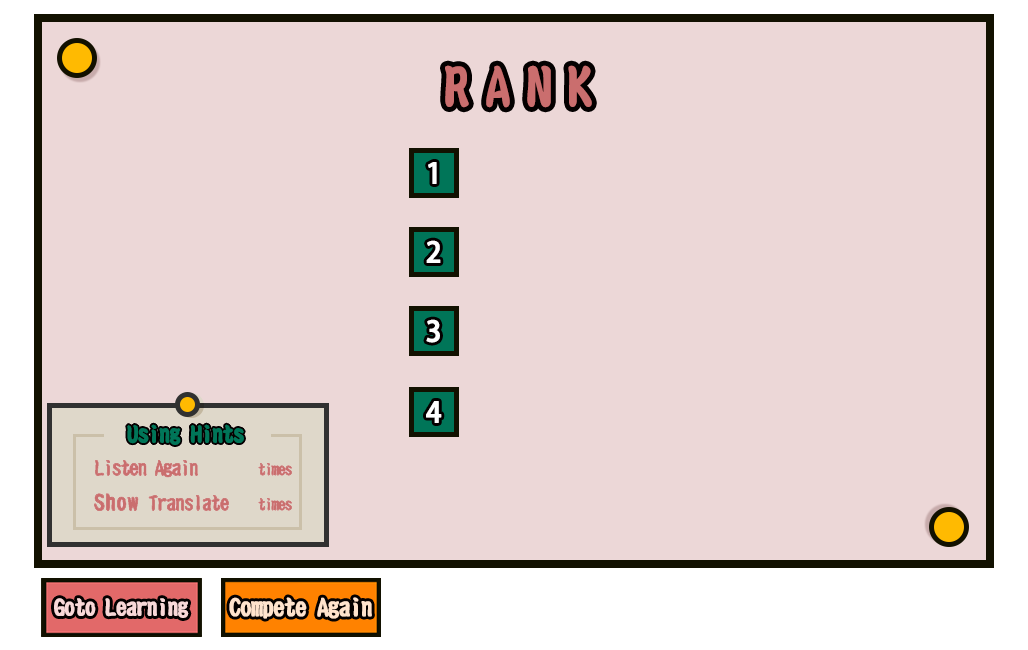 RANK
1
2
3
4
Using Hints
Listen Again times
Show Translate times
Goto Learning
Compete Again